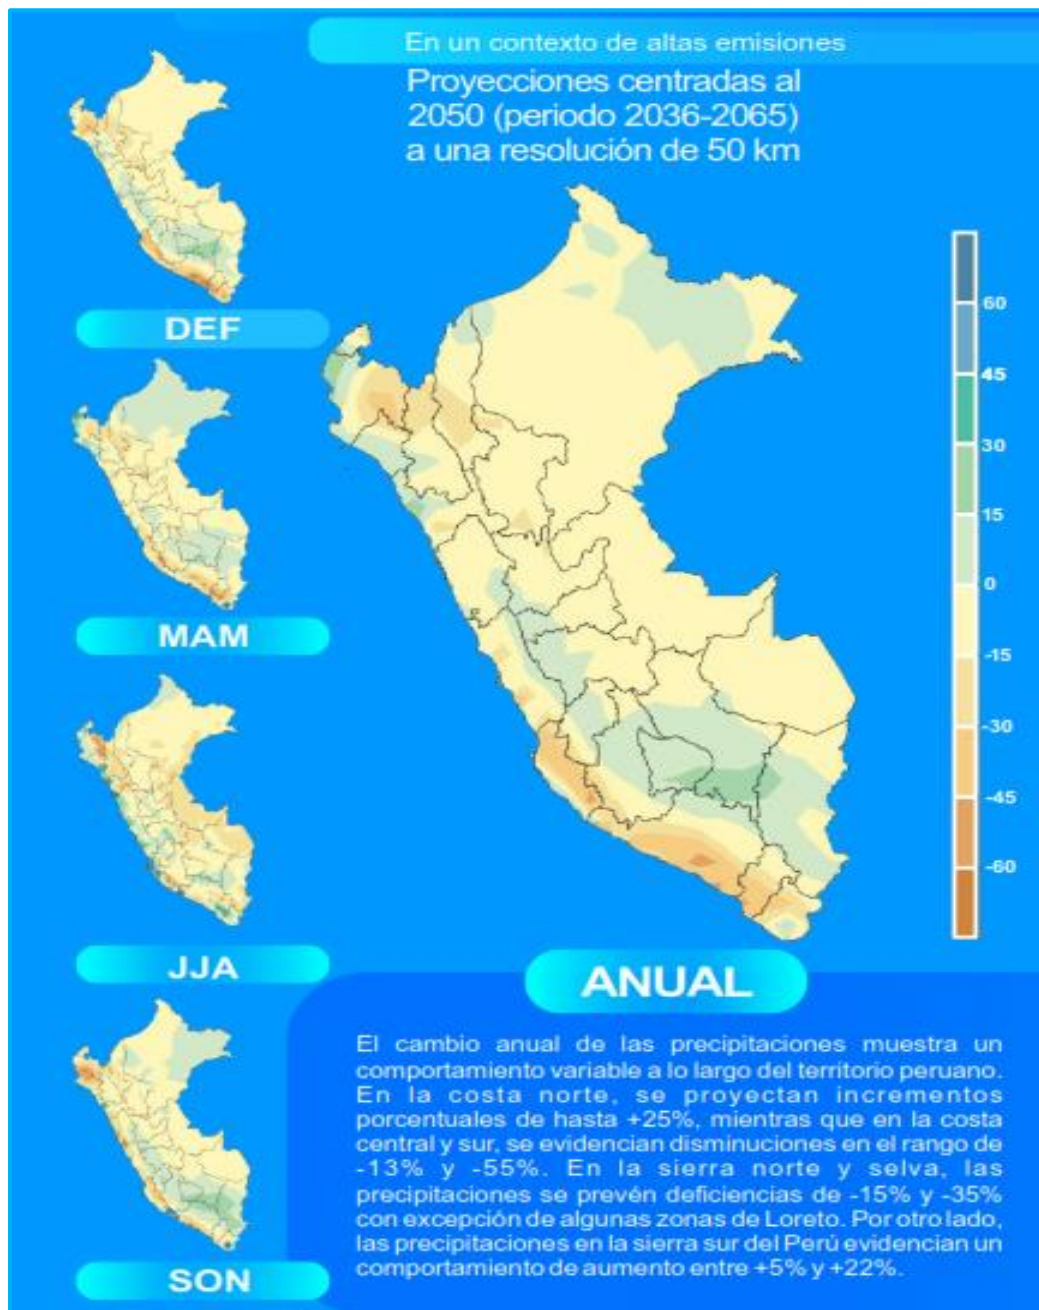 En un contexto de altas emisiones
Proyecciones centradas al
2050 (periodo 2036-2065)
a una resolución de 50 km
DEF
MAM
JJA
SON
60
45
30
15
0
-15
-30
-45
-60
ANUAL
El cambio anual de las precipitaciones muestra un
comportamiento variable a lo largo del territorio peruano.
En la costa norte, se proyectan incrementos
porcentuales de hasta +25%, mientras que en la costa
central y sur, se evidencian disminuciones en el rango de
-13% y -55%. En la sierra norte y selva, las
precipitaciones se prevén deficiencias de -15% y -35%
con excepción de algunas zonas de Loreto. Por otro lado,
las precipitaciones en la sierra sur del Perú evidencian un
comportamiento de aumento entre +5% y +22%.